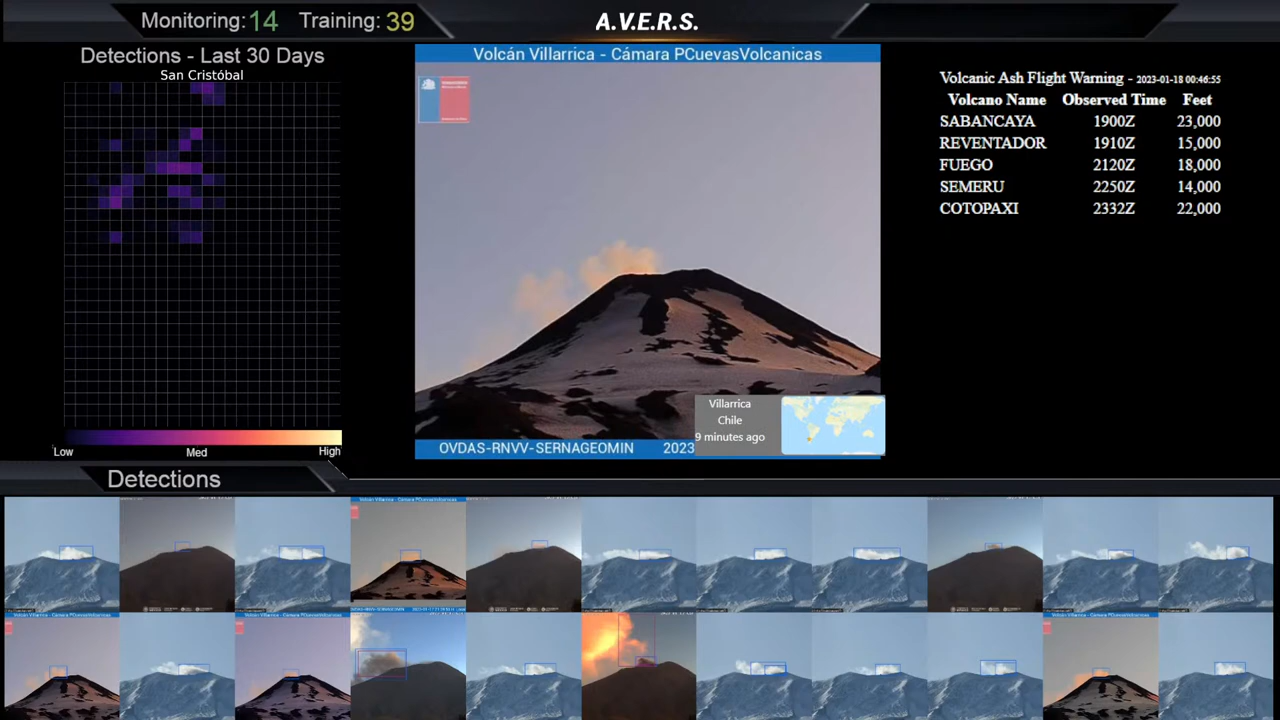 Monitoring: 14 Training: 39
A.V.E.R.S.
Detections - Last 30 Days
San Cristóbal
Low Med High
Volcán Villarrica - Cámara PCuevasVolcanicas
OVDAS-RNVV-SERNAGEOMIN 2023
Villarrica
Chile
9 minutes ago
Volcanic Ash Flight Warning - 2023-01-18 00:46:55
Volcano Name Observed Time Feet
SABANCAYA 1900Z 23,000
REVENTADOR 1910Z 15,000
FUEGO 2120Z 18,000
SEMERU 2250Z 14,000
COTOPAXI 2332Z 22,000
Detections